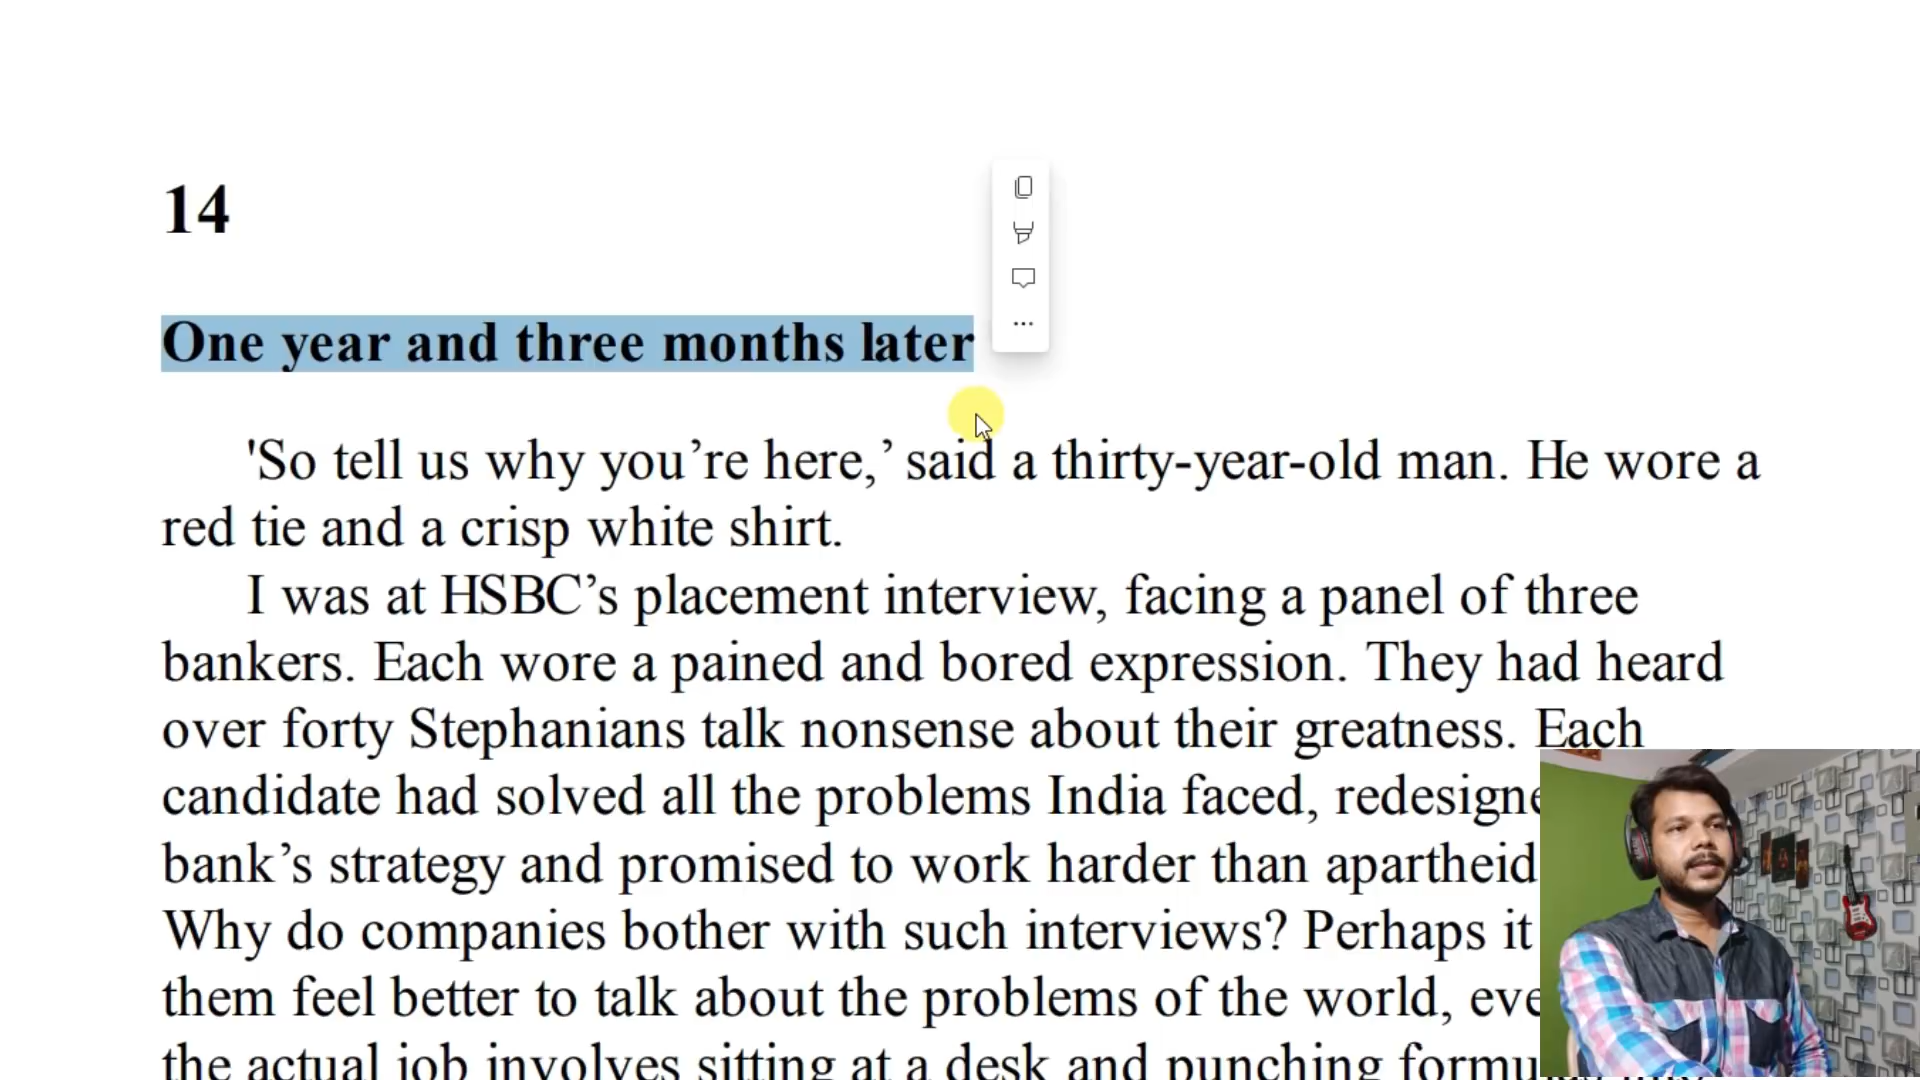 14
One year and three months later
'So tell us why you’re here,’ said a thirty-year-old man. He wore a
red tie and a crisp white shirt.
I was at HSBC’s placement interview, facing a panel of three
bankers. Each wore a pained and bored expression. They had heard
over forty Stephanians talk nonsense about their greatness. Each
candidate had solved all the problems India faced, redesigne
bank’s strategy and promised to work harder than apartheid
Why do companies bother with such interviews? Perhaps it
them feel better to talk about the problems of the world, eve
the actual job involves sitting at a desk and punching